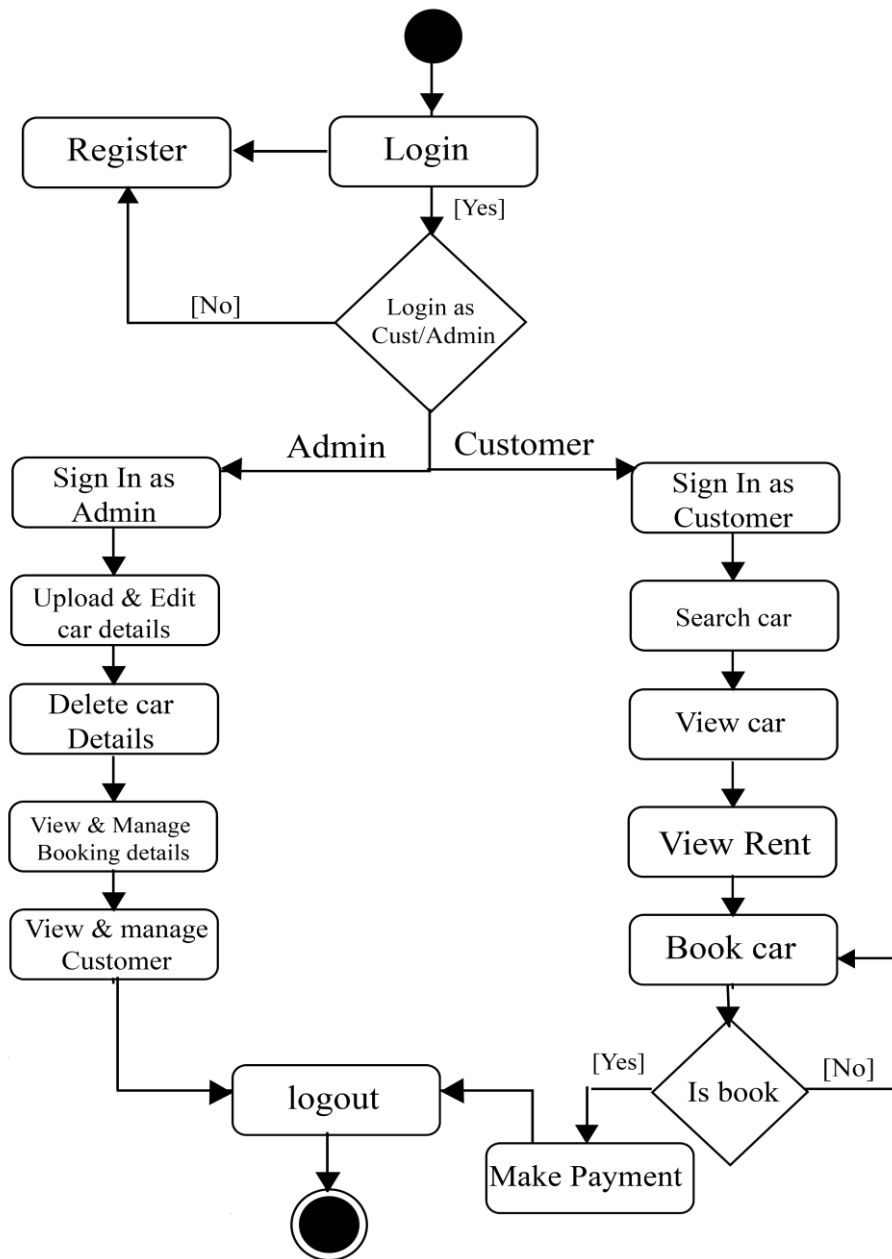 Register
Login
[Yes]
[No]
Login as
Cust/Admin
Admin
Customer
Sign In as
Admin
Sign In as
Customer
Upload & Edit
car details
Search car
Delete car
Details
View car
View & Manage
Booking details
View Rent
View & manage
Customer
Book car
[Yes]
Is book
[No]
logout
Make Payment